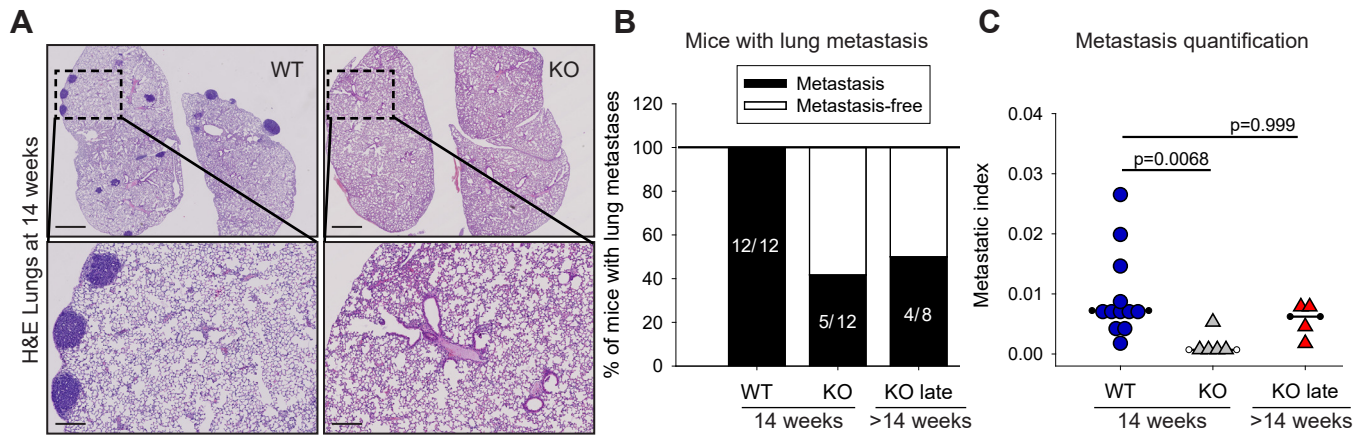 A
H&E Lungs at 14 weeks
WT
KO
B
Mice with lung metastasis
Metastasis
Metastasis-free
% of mice with lung metastases
120
100
80
60
40
20
0
12/12
5/12
4/8
WT
KO
KO late
14 weeks
>14 weeks
C
Metastasis quantification
Metastatic index
0.04
0.03
0.02
0.01
0.00
p=0.999
p=0.0068
WT
KO
KO late
14 weeks
>14 weeks